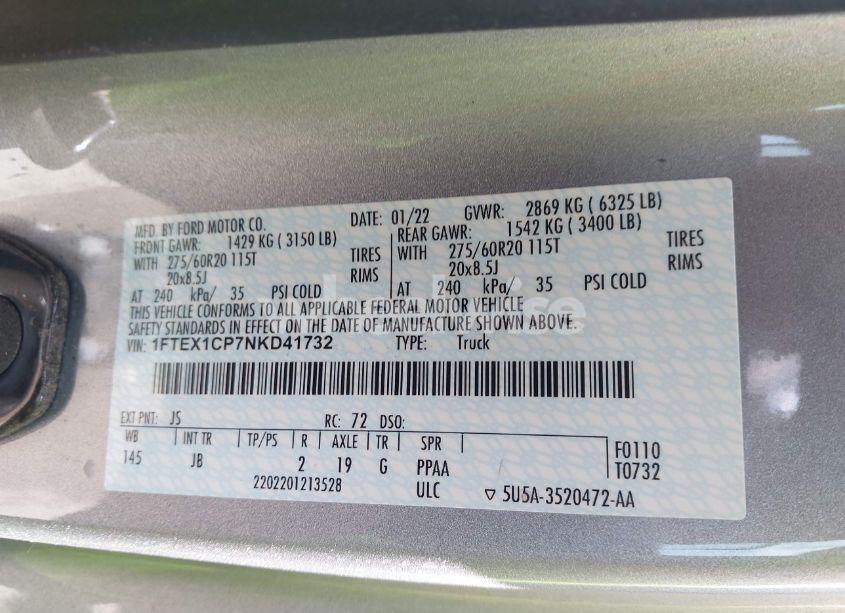 MFD. BY FORD MOTOR CO. DATE: 01/22 GVWR: 2869 KG ( 6325 LB)
FRONT GAWR: 1429 KG ( 3150 LB) REAR GAWR: 1542 KG ( 3400 LB)
WITH 275/60R20 115T TIRES WITH 275/60R20 115T TIRES
20x8.5J RIMS 20x8.5J RIMS
AT 240 kPa/ 35 PSI COLD AT 240 kPa/ 35 PSI COLD
THIS VEHICLE CONFORMS TO ALL APPLICABLE FEDERAL MOTOR VEHICLE
SAFETY STANDARDS IN EFFECT ON THE DATE OF MANUFACTURE SHOWN ABOVE.
VIN: 1FTEX1CP7NKD41732 TYPE: Truck
EXT PNT: JS RC: 72 DSO:
WB INT TR TP/PS R AXLE TR SPR F0110
145 JB 2 19 G PPAA T0732
2202201213528 ULC ▽ 5U5A-3520472-AA